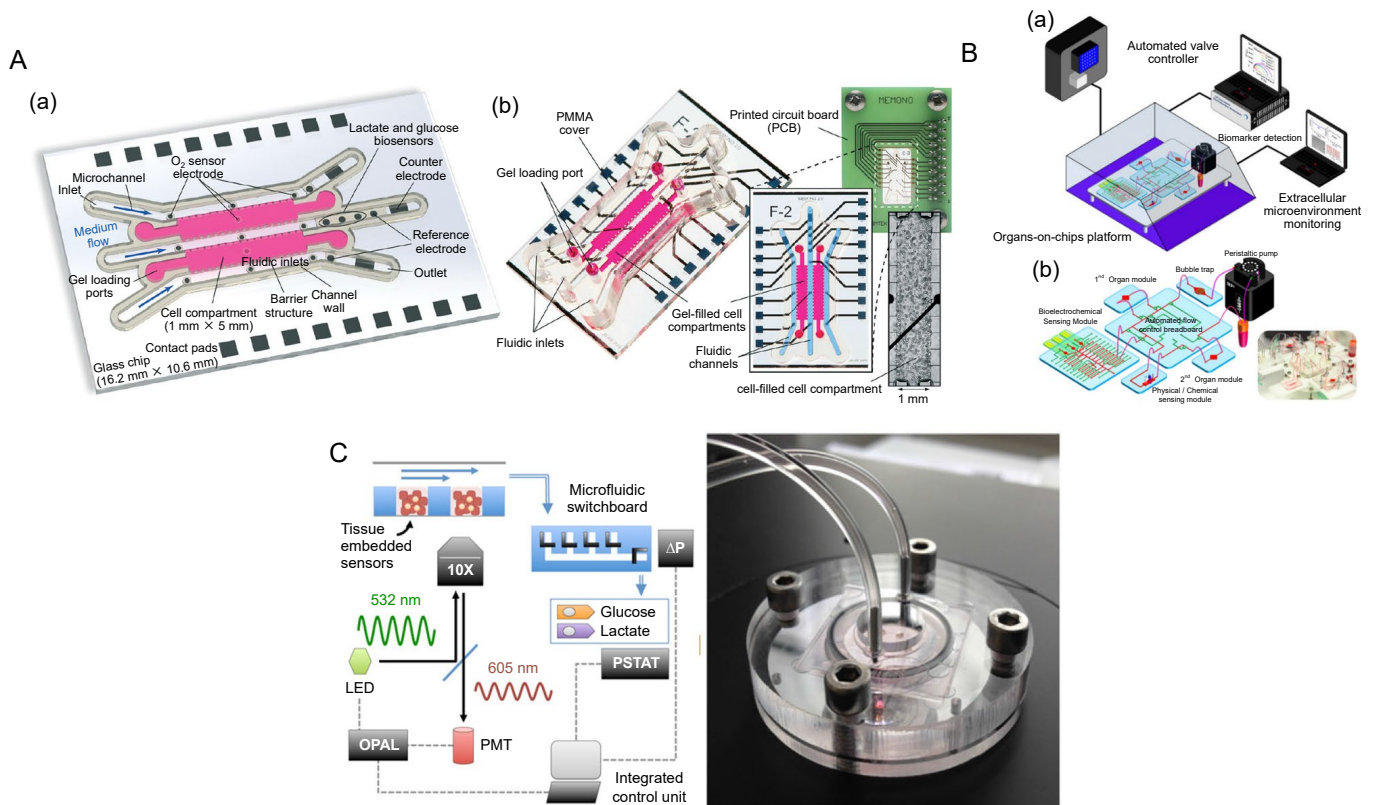 A
(a)
Lactate and glucose
biosensors
O2 sensor
electrode
Counter
electrode
Microchannel
Inlet
Medium
flow
Reference
electrode
Gel loading
ports
Fluidic inlets
Outlet
Barrier
structure
Channel
wall
Cell compartment
(1 mm × 5 mm)
Contact pads
Glass chip
(16.2 mm × 10.6 mm)
(b)
PMMA
cover
Printed circuit board
(PCB)
MEMONO
Gel loading port
F-2
Gel-filled cell
compartments
Fluidic inlets
Fluidic
channels
cell-filled cell compartment
1 mm
B
(a)
Automated valve
controller
Biomarker detection
Organs-on-chips platform
Extracellular
microenvironment
monitoring
(b)
Peristaltic pump
Bubble trap
1nd Organ module
Bioelectrochemical
Sensing Module
Automated flow
control breadboard
2nd Organ module
Physical / Chemical
sensing module
C
Microfluidic
switchboard
Tissue
embedded
sensors
ΔP
10X
532 nm
Glucose
Lactate
605 nm
PSTAT
LED
OPAL
PMT
Integrated
control unit